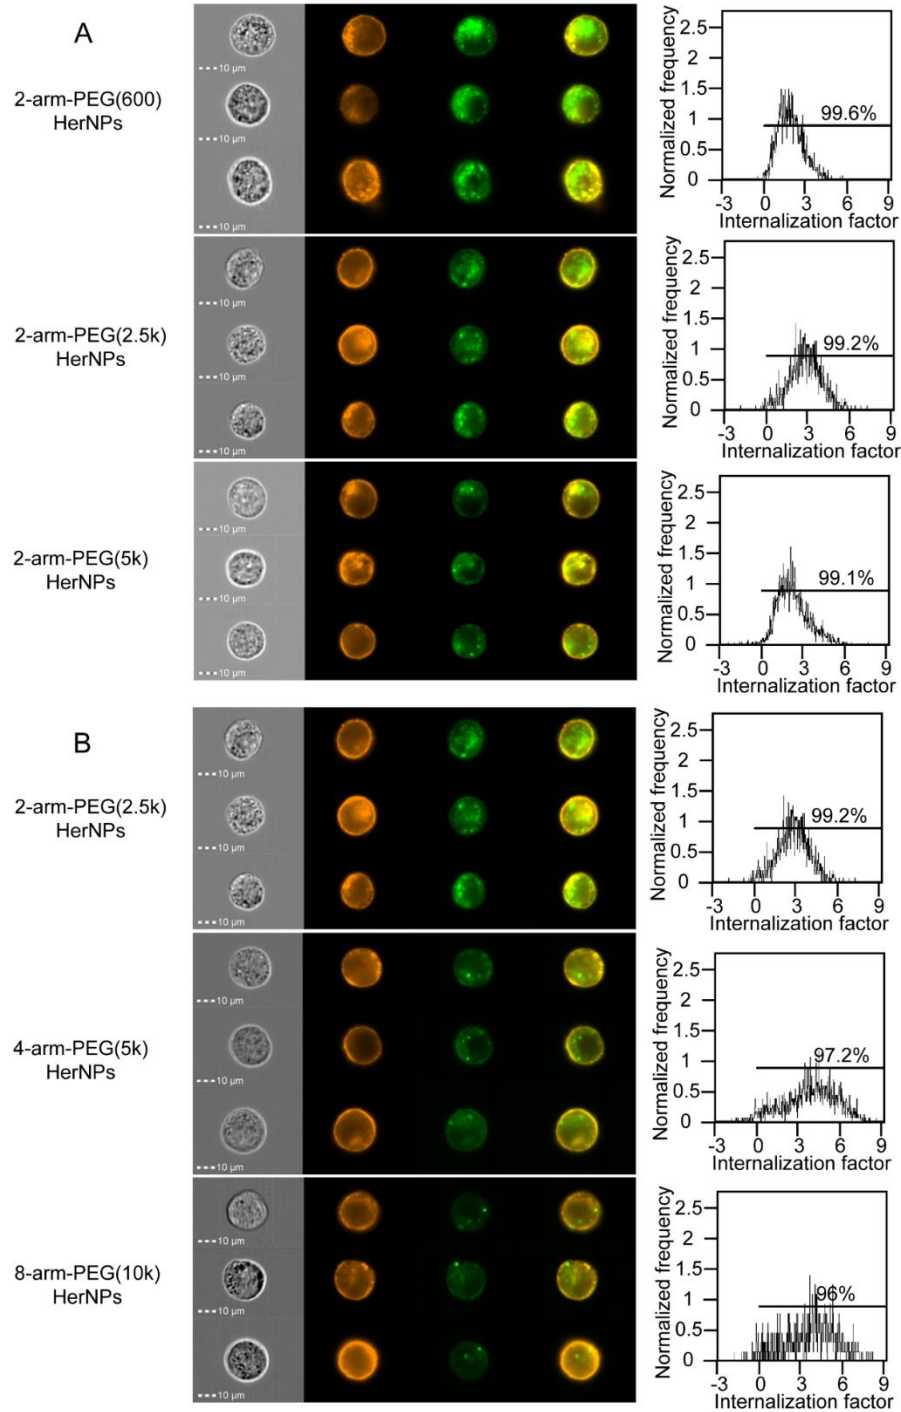 A
2-arm-PEG(600)
HerNPs
10 µm
10 µm
10 µm
Normalized frequency
2.5
2
1.5
1
0.5
0
99.6%
-3 0 3 6 9
Internalization factor
2-arm-PEG(2.5k)
HerNPs
10 µm
10 µm
10 µm
Normalized frequency
2.5
2
1.5
1
0.5
0
99.2%
-3 0 3 6 9
Internalization factor
2-arm-PEG(5k)
HerNPs
10 µm
10 µm
10 µm
Normalized frequency
2.5
2
1.5
1
0.5
0
99.1%
-3 0 3 6 9
Internalization factor
B
2-arm-PEG(2.5k)
HerNPs
10 µm
10 µm
10 µm
Normalized frequency
2.5
2
1.5
1
0.5
0
99.2%
-3 0 3 6 9
Internalization factor
4-arm-PEG(5k)
HerNPs
10 µm
10 µm
10 µm
Normalized frequency
2.5
2
1.5
1
0.5
0
97.2%
-3 0 3 6 9
Internalization factor
8-arm-PEG(10k)
HerNPs
10 µm
10 µm
10 µm
Normalized frequency
2.5
2
1.5
1
0.5
0
96%
-3 0 3 6 9
Internalization factor